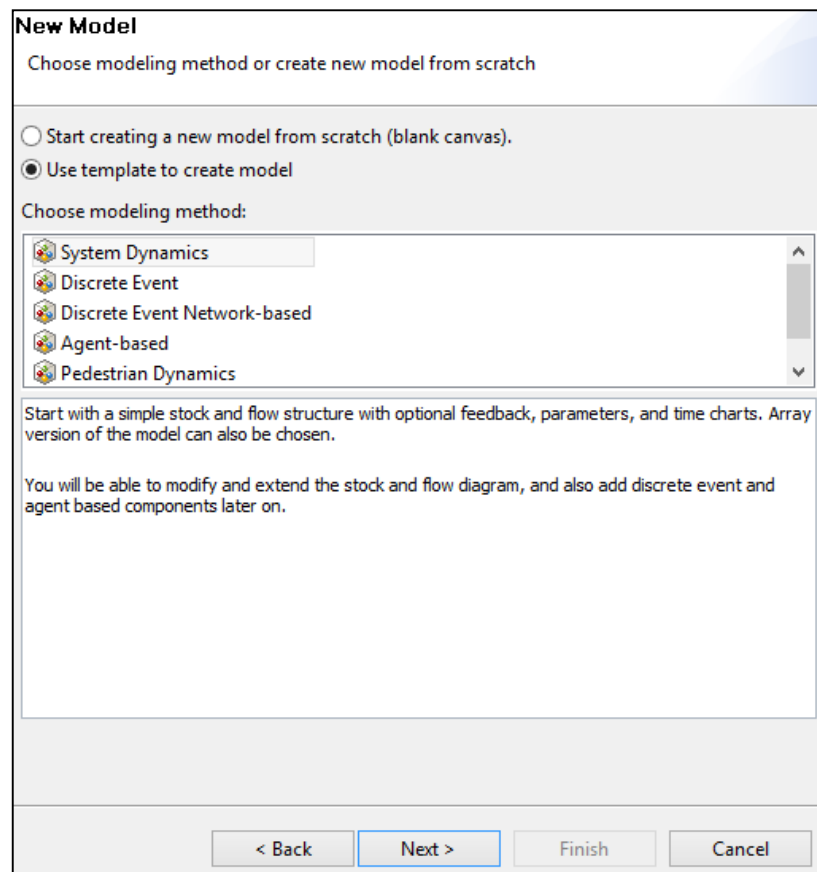 New Model
Choose modeling method or create new model from scratch
Start creating a new model from scratch (blank canvas).
Use template to create model
Choose modeling method:
System Dynamics
Discrete Event
Discrete Event Network-based
Agent-based
Pedestrian Dynamics
Start with a simple stock and flow structure with optional feedback, parameters, and time charts. Array
version of the model can also be chosen.
You will be able to modify and extend the stock and flow diagram, and also add discrete event and
agent based components later on.
< Back
Next >
Finish
Cancel